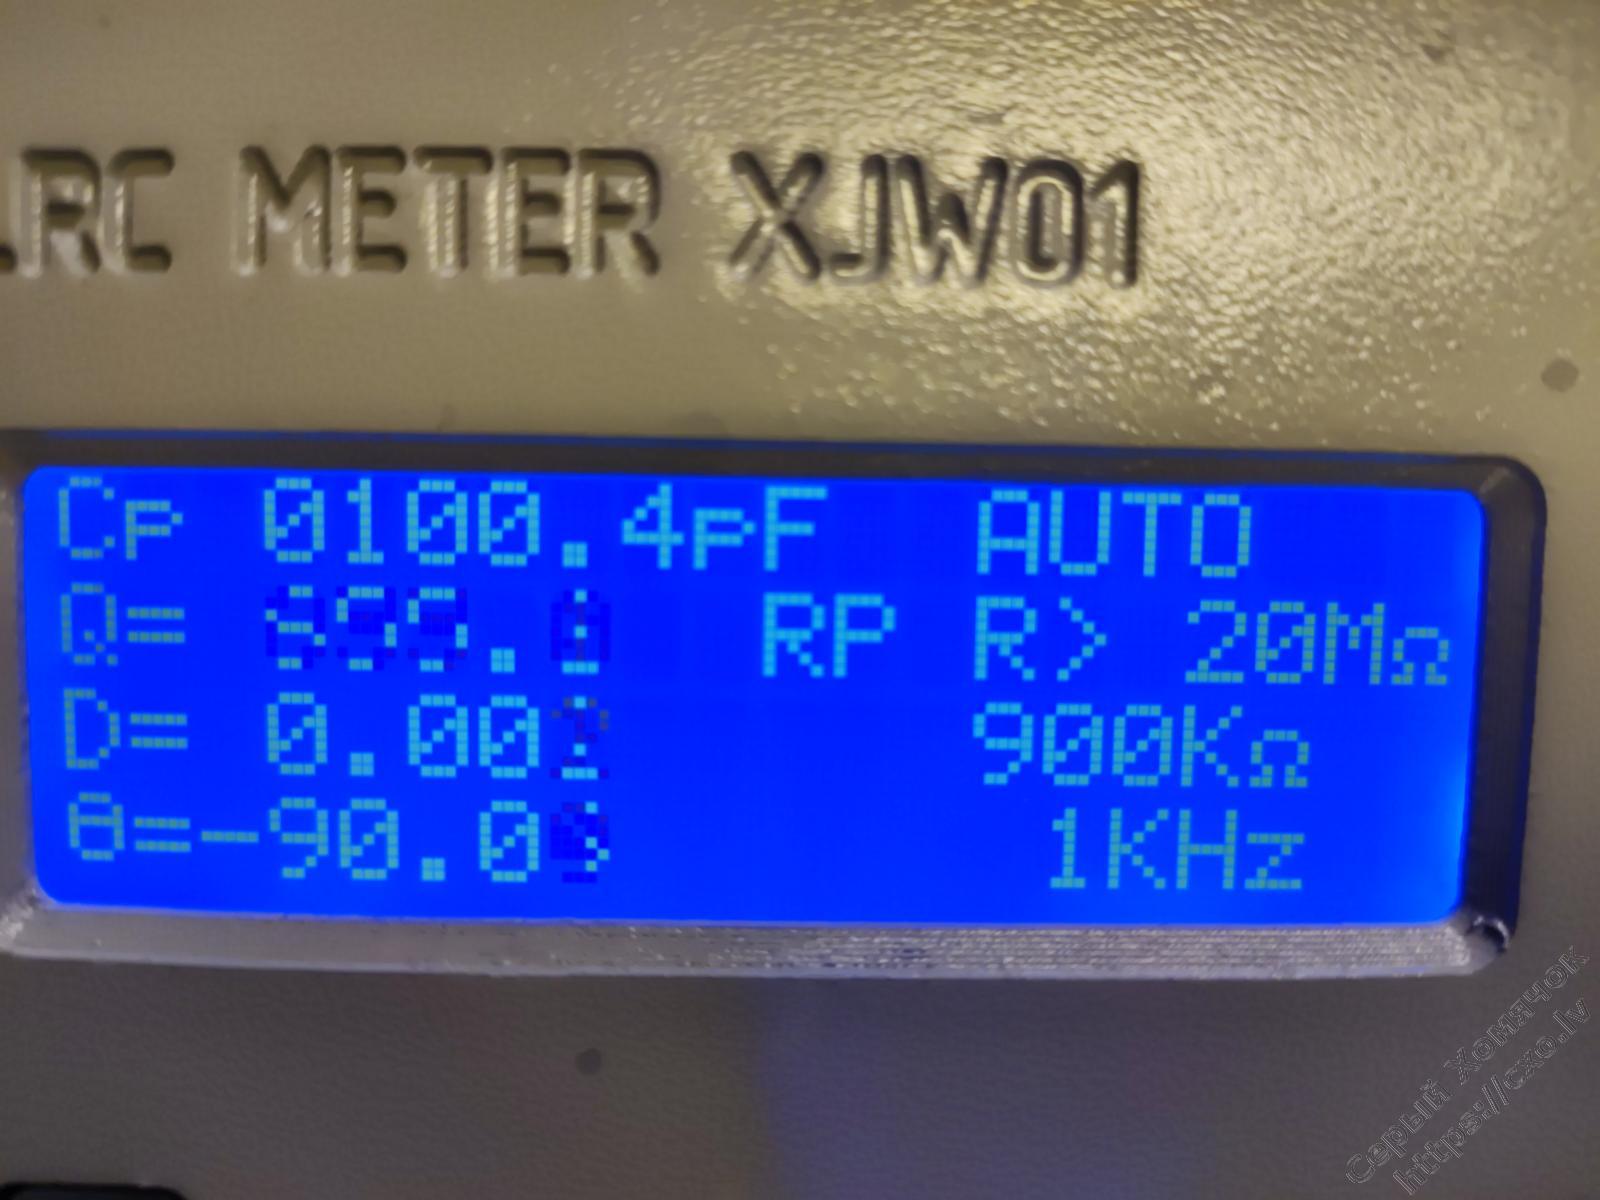 LRC METER XJW01
Cp 0100.4pF AUTO
Q= RP R> 20MΩ
D= 0.00 900KΩ
θ=-90.0 1KHz
Серый Хомячок
https://cxo.lv